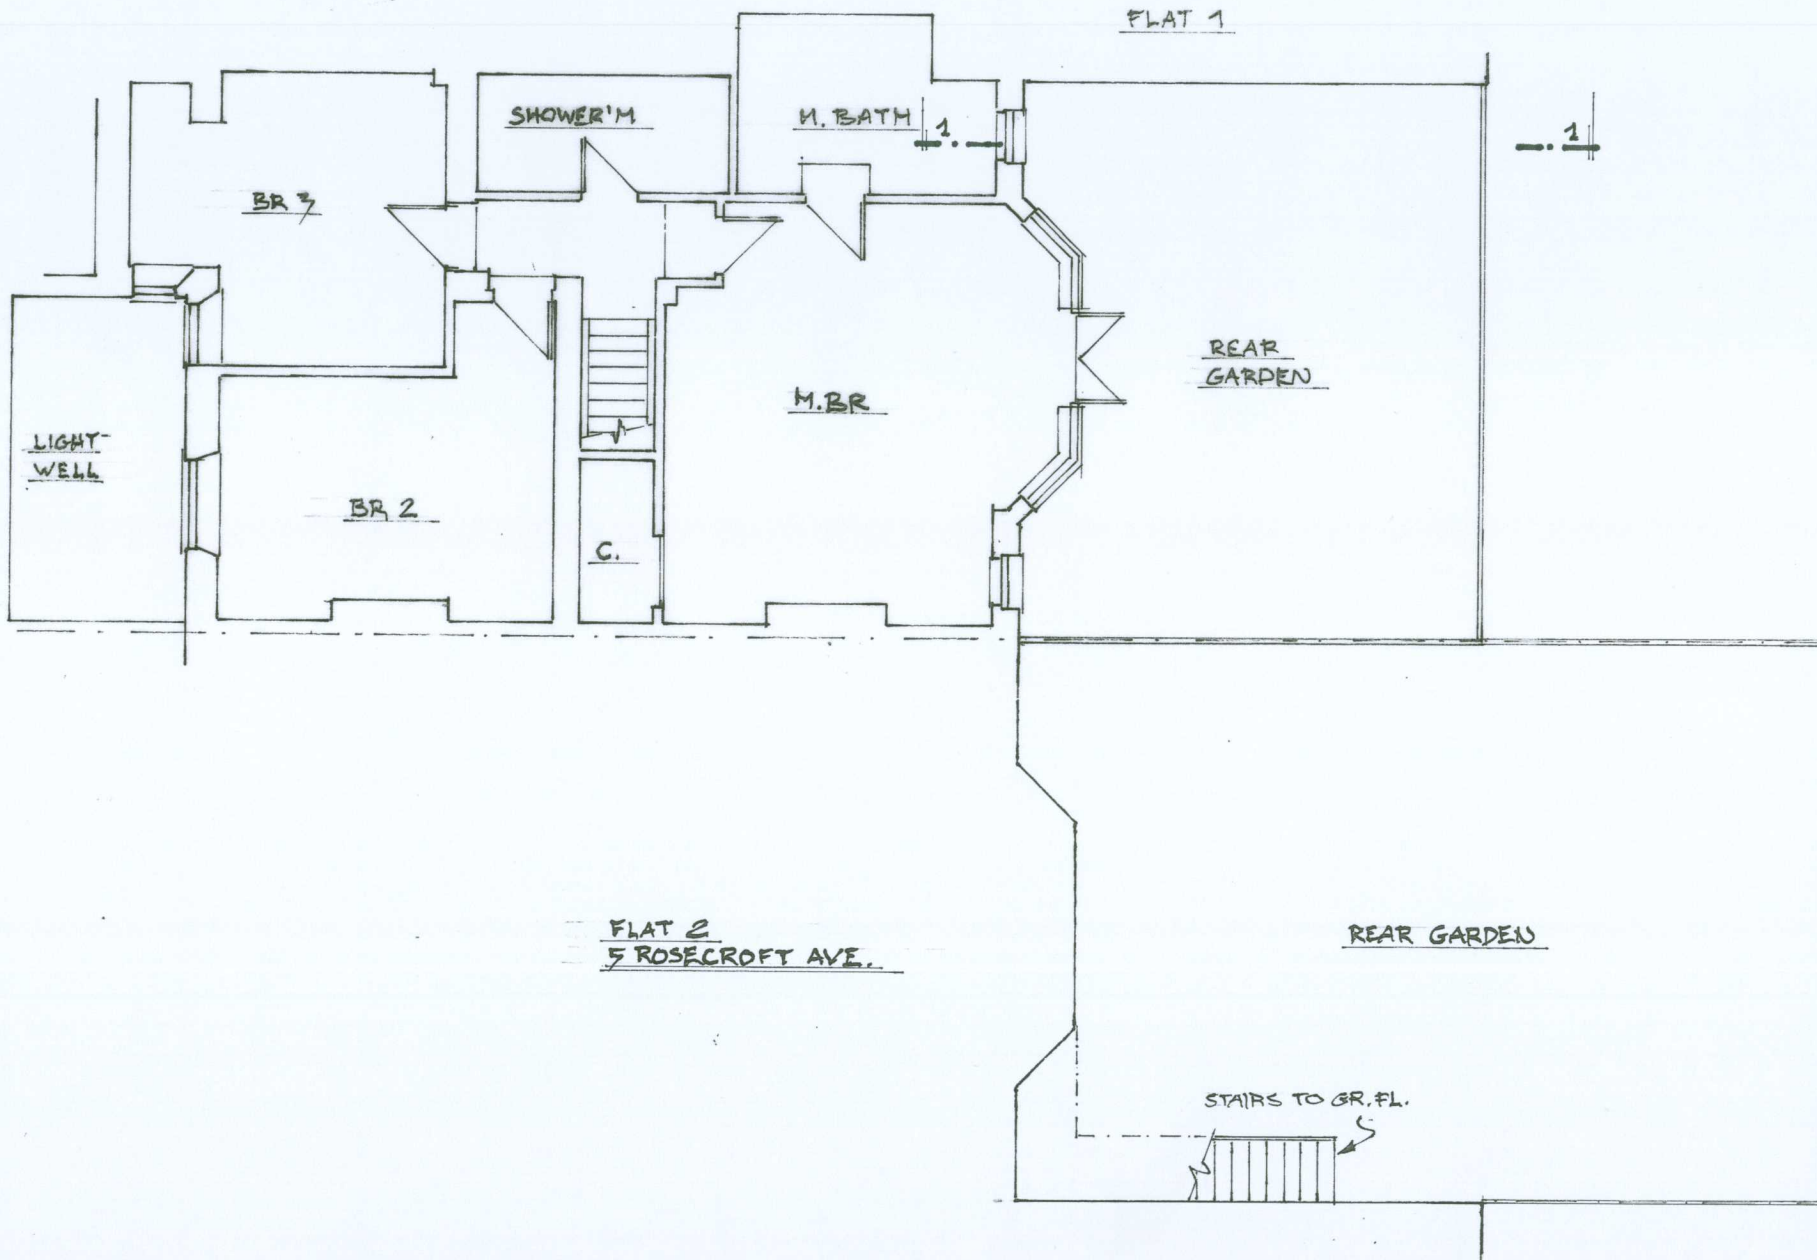 FLAT 1
SHOWER'M
M. BATH
1
1
BR 3
REAR
GARDEN
M.BR
LIGHT-
WELL
BR 2
C.
FLAT 2
5 ROSECROFT AVE.
REAR GARDEN
STAIRS TO GR.FL.